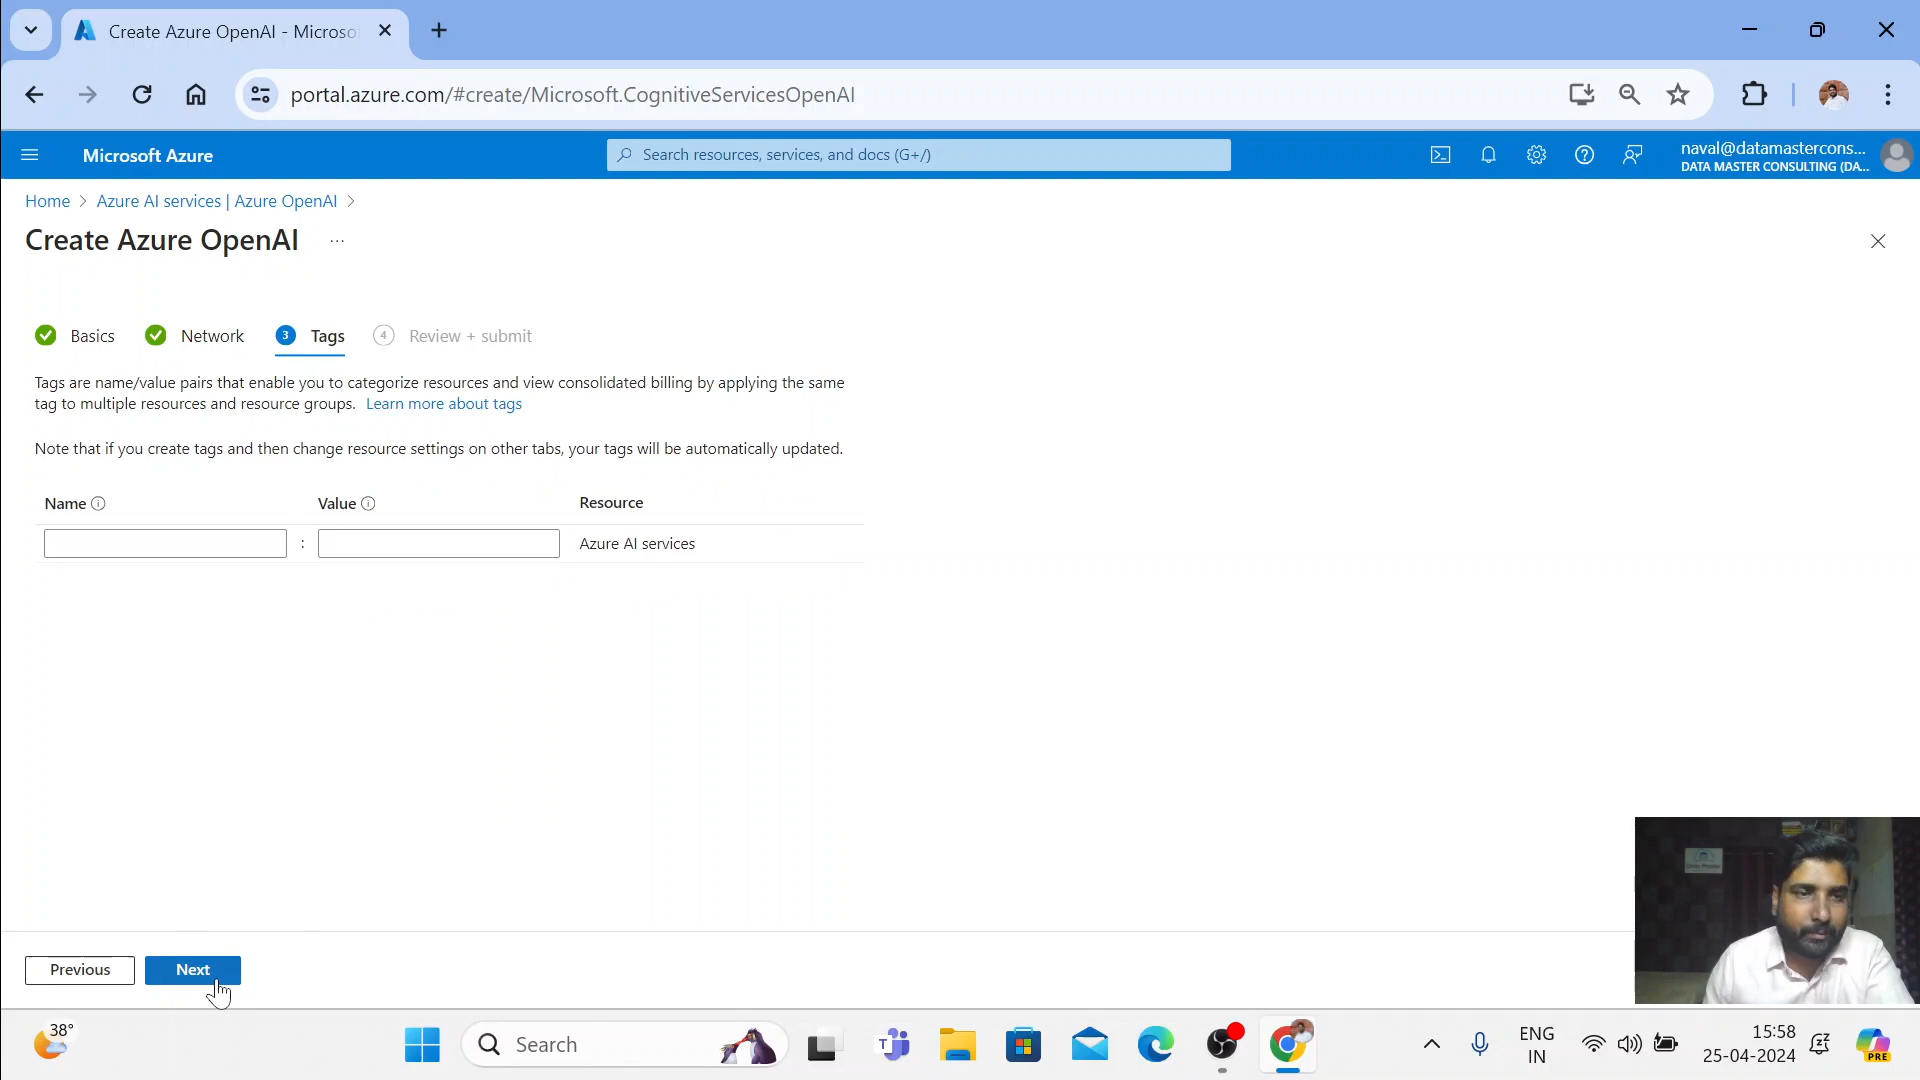 Create Azure OpenAI - Microso
portal.azure.com/#create/Microsoft.CognitiveServicesOpenAI
Microsoft Azure
Search resources, services, and docs (G+/)
naval@datamastercons...
DATA MASTER CONSULTING (DA...
Home > Azure AI services | Azure OpenAI >
Create Azure OpenAI ...
Basics
Network
3 Tags
4 Review + submit
Tags are name/value pairs that enable you to categorize resources and view consolidated billing by applying the same
tag to multiple resources and resource groups. Learn more about tags
Note that if you create tags and then change resource settings on other tabs, your tags will be automatically updated.
Name Value Resource
: Azure AI services
Previous
Next
38°
Search
ENG
IN
15:58
25-04-2024
PRE